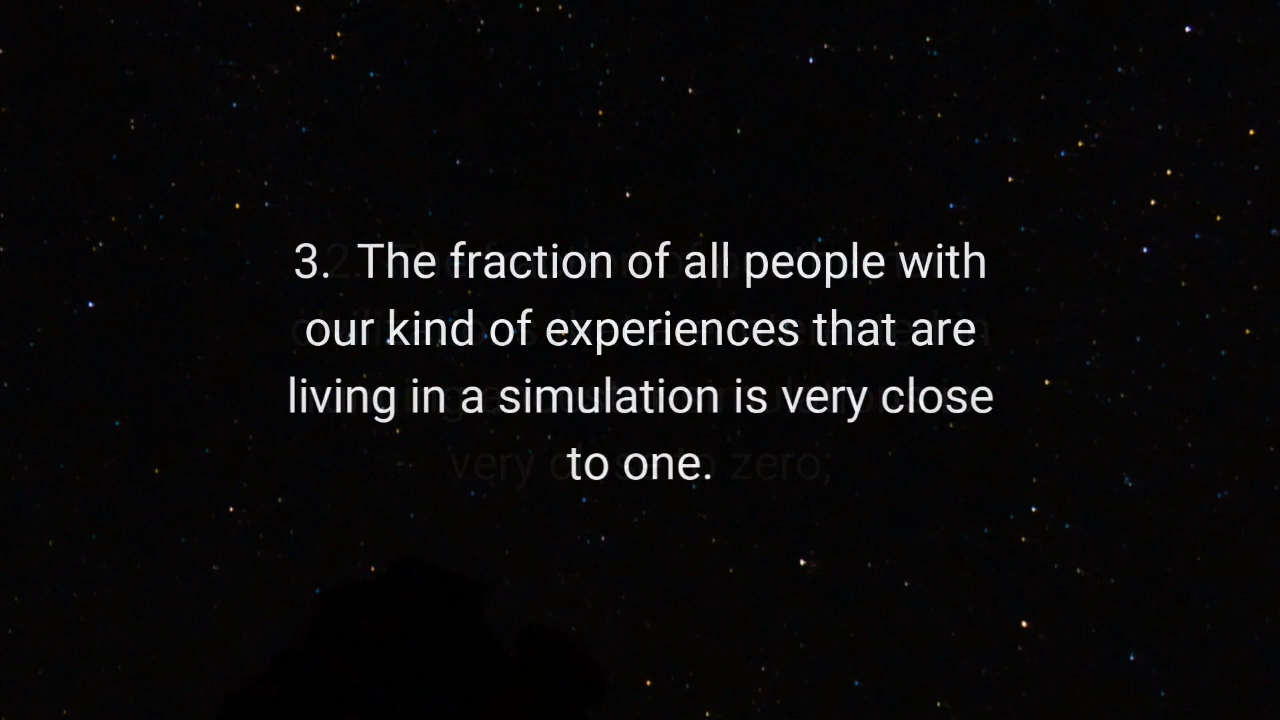 3. The fraction of all people with
our kind of experiences that are
living in a simulation is very close
to one.